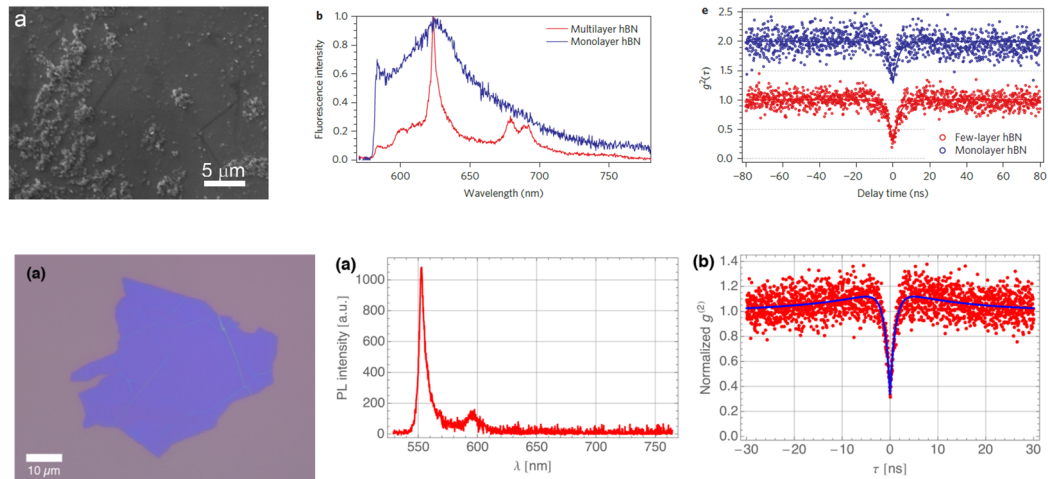 a
5 μm
b
Fluorescence intensity
1.0
0.8
0.6
0.4
0.2
0.0
Multilayer hBN
Monolayer hBN
600
650
700
750
Wavelength (nm)
e
g²(τ)
2.5
2.0
1.5
1.0
0.5
0.0
Few-layer hBN
Monolayer hBN
−80 −60 −40 −20 0 20 40 60 80
Delay time (ns)
(a)
10 μm
(a)
PL intensity [a.u.]
1000
800
600
400
200
0
550 600 650 700 750
λ [nm]
(b)
Normalized g⁽²⁾
1.4
1.2
1.0
0.8
0.6
0.4
0.2
0.0
−30 −20 −10 0 10 20 30
τ [ns]